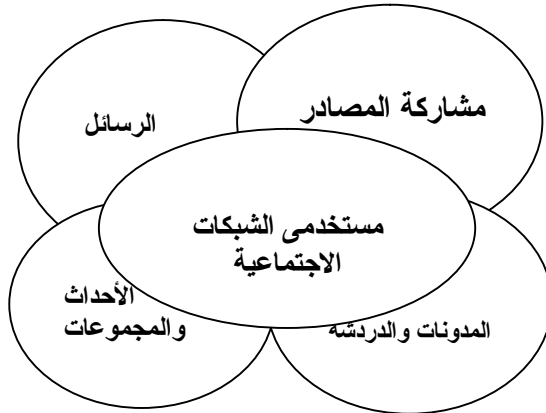 مشاركة المصادر
الرسائل
مستخدمى الشبكات
الاجتماعية
الأحداث
والمجموعات
المدونات والدردشة